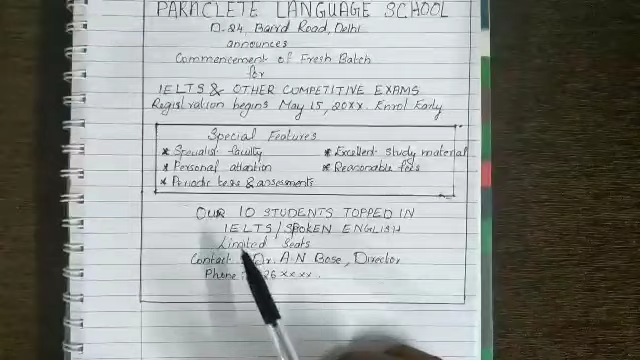 PARACLETE LANGUAGE SCHOOL
D-24, Baird Road, Delhi
announces
Commencement of Fresh Batch
for
IELTS & OTHER COMPETITIVE EXAMS
Registration begins May 15, 20xx. Enrol Early
Special Features
* Specialist faculty
* Personal attention
* Periodic tests & assessments
* Excellent study material
* Reasonable fees
OUR 10 STUDENTS TOPPED IN
IELTS/SPOKEN ENGLISH
Limited Seats
Contact: Dr. A.N Bose, Director
Phone: 26xxxx.